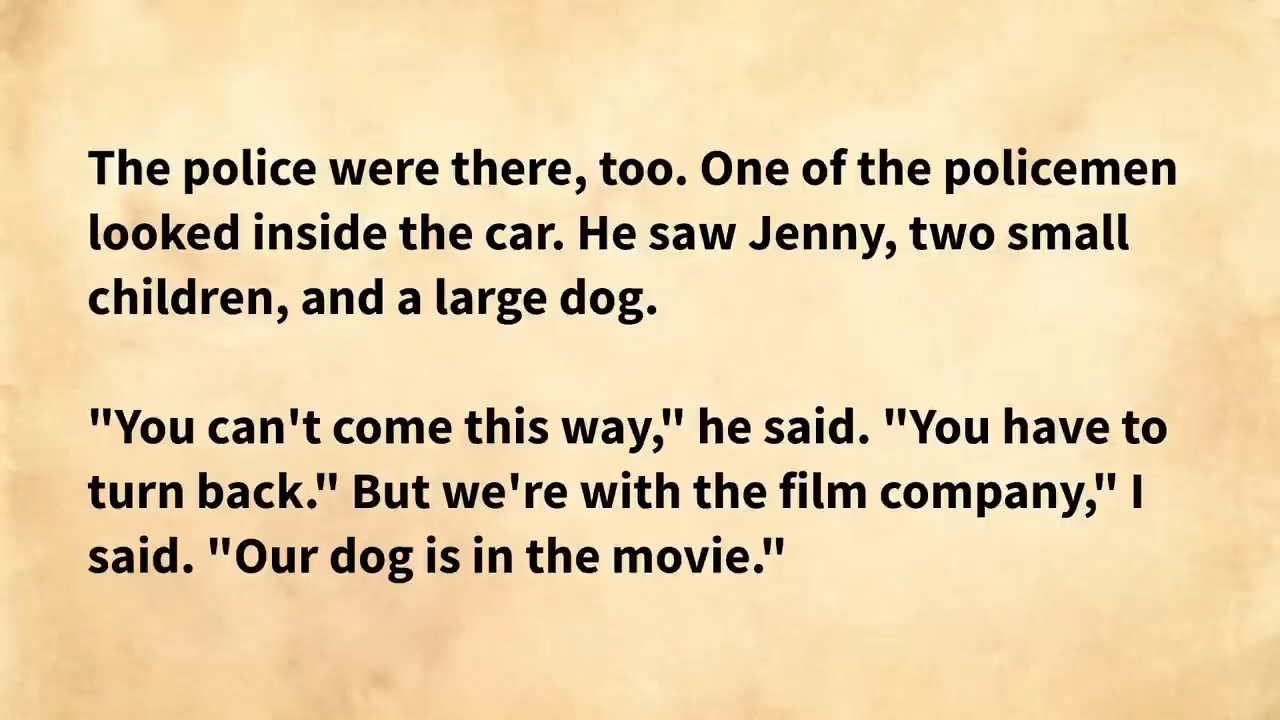 The police were there, too. One of the policemen
looked inside the car. He saw Jenny, two small
children, and a large dog.
"You can't come this way," he said. "You have to
turn back." But we're with the film company," I
said. "Our dog is in the movie."